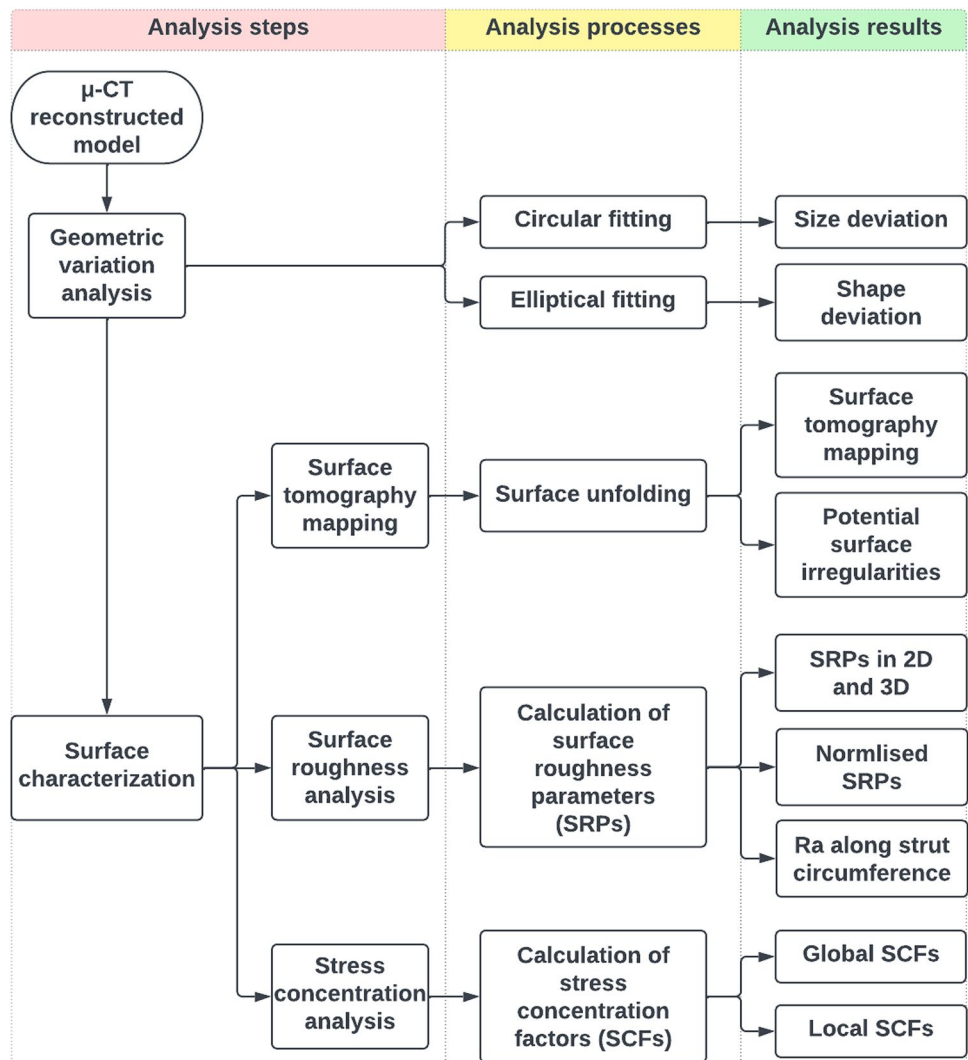 Analysis steps
Analysis processes
Analysis results
μ-CT
reconstructed
model
Geometric
variation
analysis
Circular fitting
Size deviation
Elliptical fitting
Shape
deviation
Surface
tomography
mapping
Surface unfolding
Surface
tomography
mapping
Potential
surface
irregularities
Surface
characterization
Surface
roughness
analysis
Calculation of
surface
roughness
parameters
(SRPs)
SRPs in 2D
and 3D
Normlised
SRPs
Ra along strut
circumference
Stress
concentration
analysis
Calculation of
stress
concentration
factors (SCFs)
Global SCFs
Local SCFs